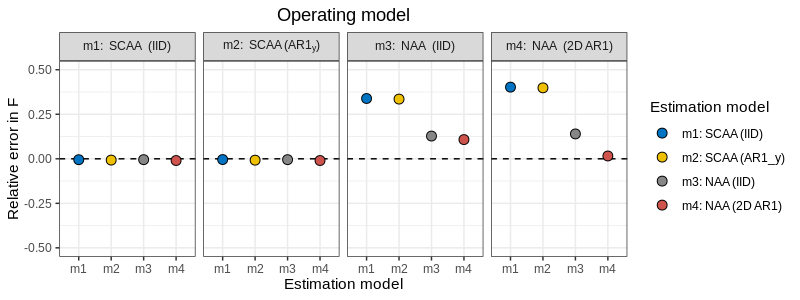 Operating model
m1: SCAA (IID)
m2: SCAA (AR1y)
m3: NAA (IID)
m4: NAA (2D AR1)
Relative error in F
0.50
0.25
0.00
-0.25
-0.50
m1 m2 m3 m4
m1 m2 m3 m4
m1 m2 m3 m4
m1 m2 m3 m4
Estimation model
Estimation model
m1: SCAA (IID)
m2: SCAA (AR1_y)
m3: NAA (IID)
m4: NAA (2D AR1)